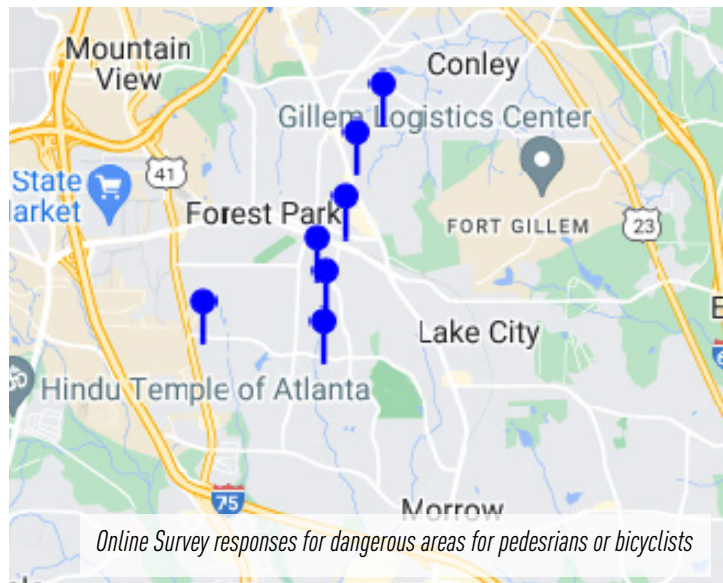 Mountain
View
Conley
Gillem Logistics Center
41
State
Forest Park
FORT GILLEM
23
Lake City
Hindu Temple of Atlanta
75
Morrow
Online Survey responses for dangerous areas for pedesrians or bicyclists